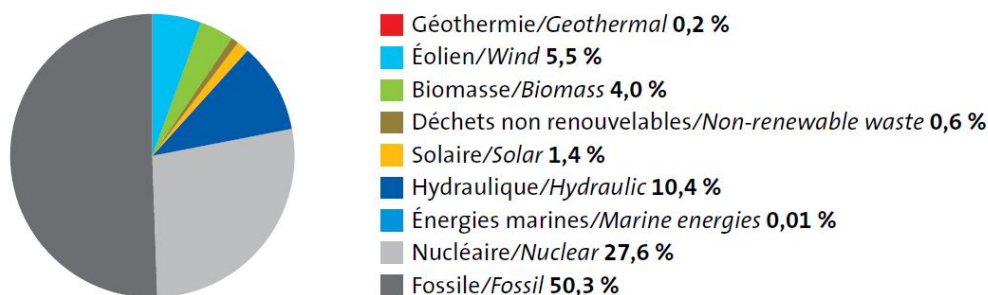 Géothermie/Geothermal 0,2 %
Éolien/Wind 5,5 %
Biomasse/Biomass 4,0 %
Déchets non renouvelables/Non-renewable waste 0,6 %
Solaire/Solar 1,4 %
Hydraulique/Hydraulic 10,4 %
Énergies marines/Marine energies 0,01 %
Nucléaire/Nuclear 27,6 %
Fossile/Fossil 50,3 %